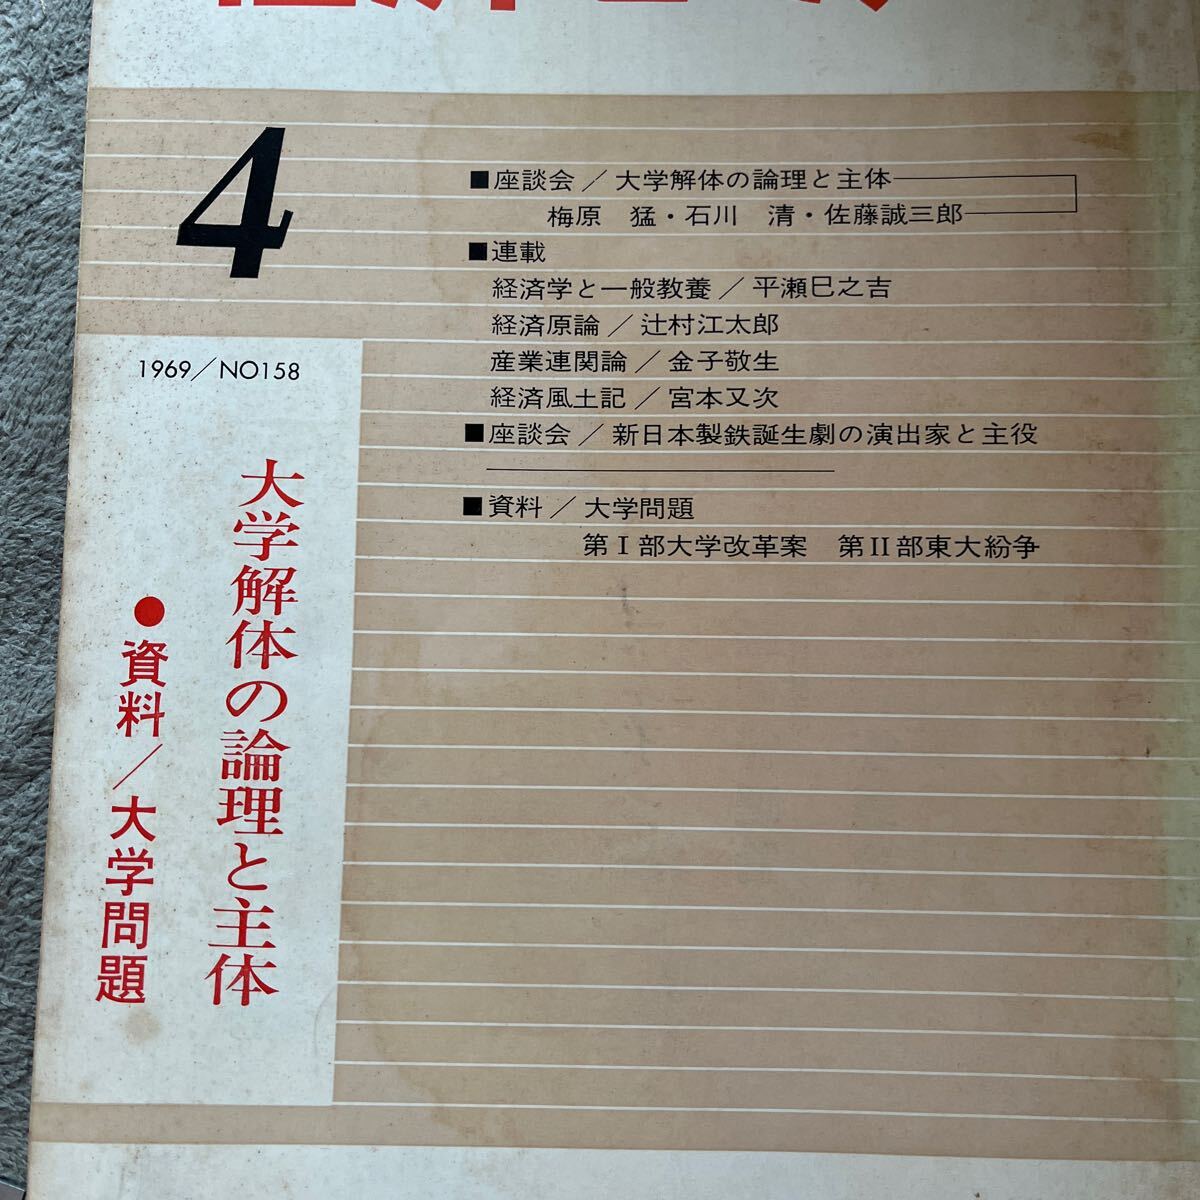 4
1969／NO158
■座談会／大学解体の論理と主体
梅原　猛・石川　清・佐藤誠三郎
■連載
経済学と一般教養／平瀬巳之吉
経済原論／辻村江太郎
産業連関論／金子敬生
経済風土記／宮本又次
■座談会／新日本製鉄誕生劇の演出家と主役
■資料／大学問題
第Ⅰ部大学改革案　第Ⅱ部東大紛争
大学解体の論理と主体
●資料／大学問題